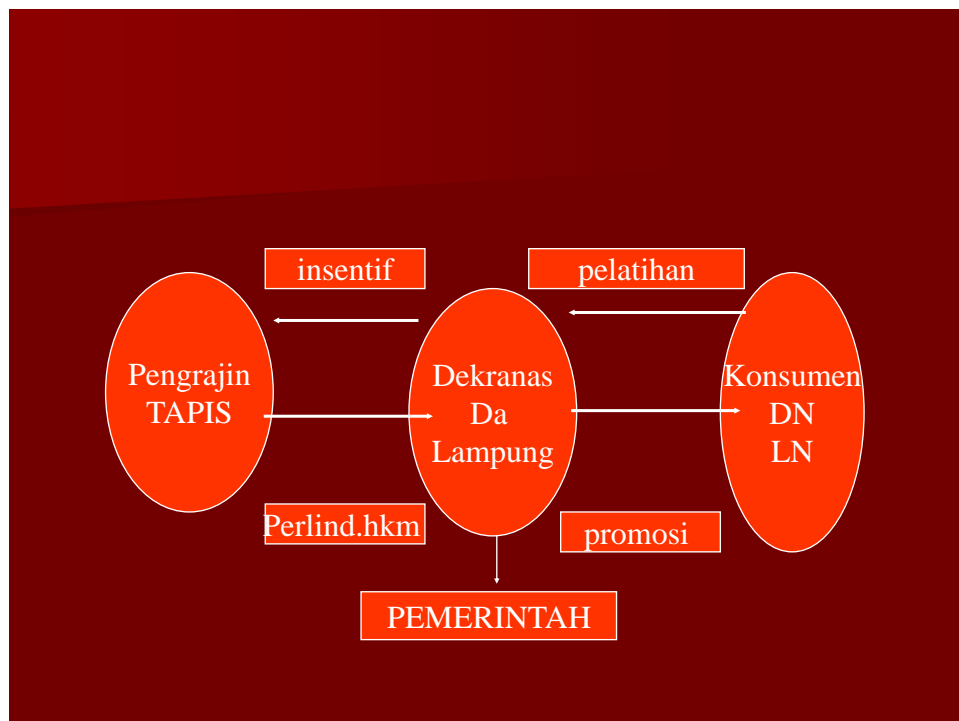 insentif
pelatihan
Pengrajin
TAPIS
Dekranas
Da
Lampung
Konsumen
DN
LN
Perlind.hkm
promosi
PEMERINTAH